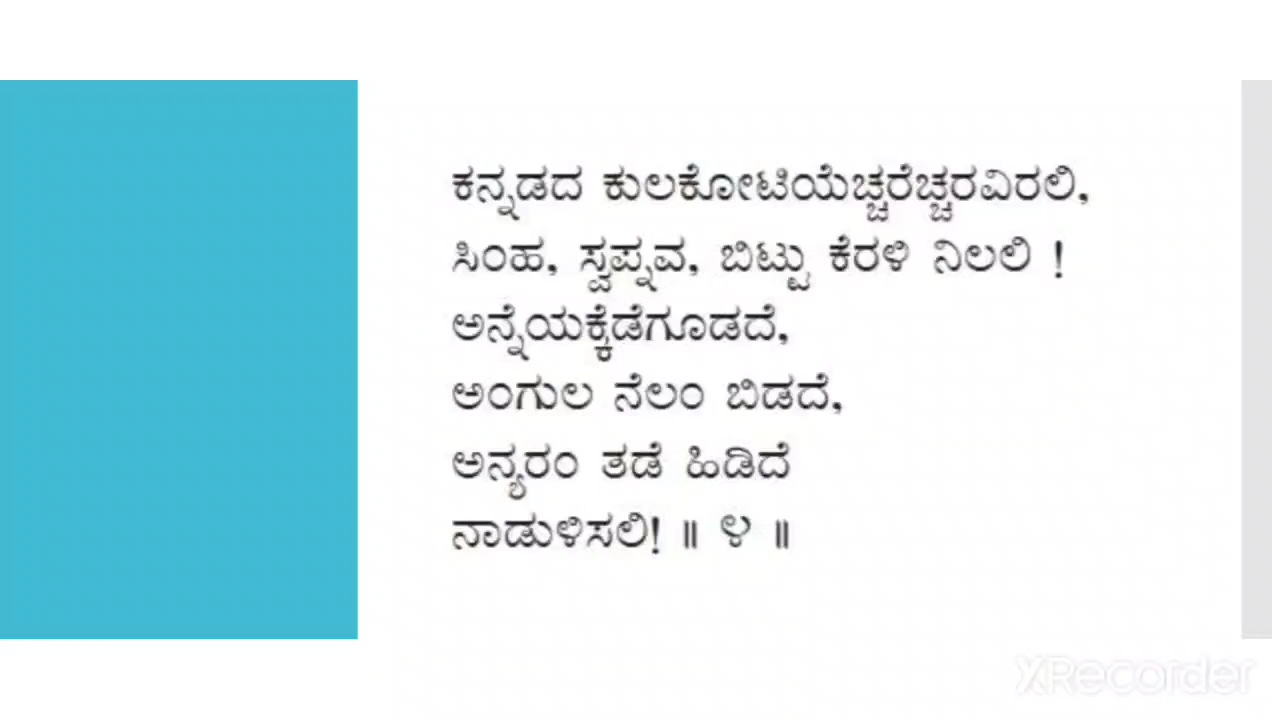 ಕನ್ನಡದ ಕುಲಕೋಟಿಯೆಚ್ಚರೆಚ್ಚರವಿರಲಿ,
ಸಿಂಹ, ಸ್ವಪ್ನವ, ಬಿಟ್ಟು ಕೆರಳಿ ನಿಲಲಿ !
ಅನ್ನೆಯಕ್ಕೆಡೆಗೂಡದೆ,
ಅಂಗುಲ ನೆಲಂ ಬಿಡದೆ,
ಅನ್ಯರಂ ತಡೆ ಹಿಡಿದೆ
ನಾಡುಳಿಸಲಿ! ॥ ೪ ॥
XRecorder